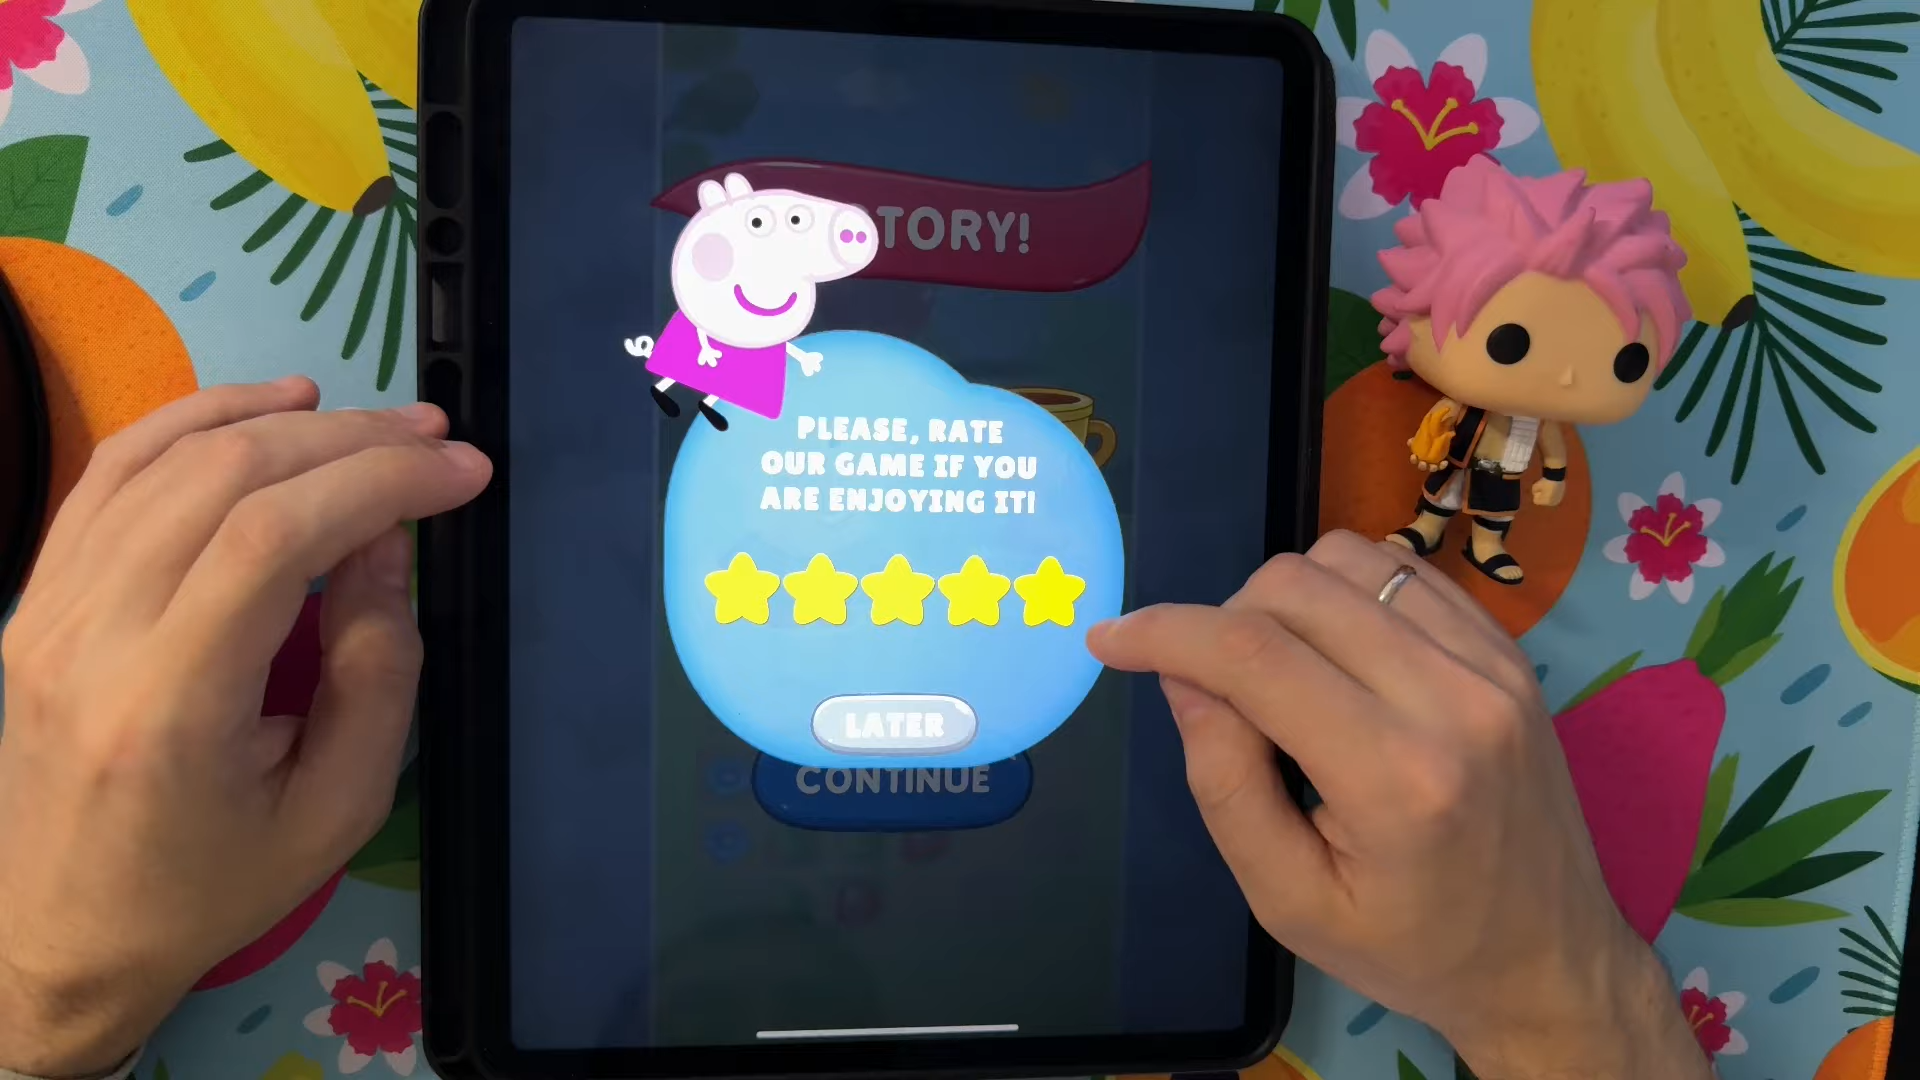 TORY!
PLEASE, RATE
OUR GAME IF YOU
ARE ENJOYING IT!
LATER
CONTINUE